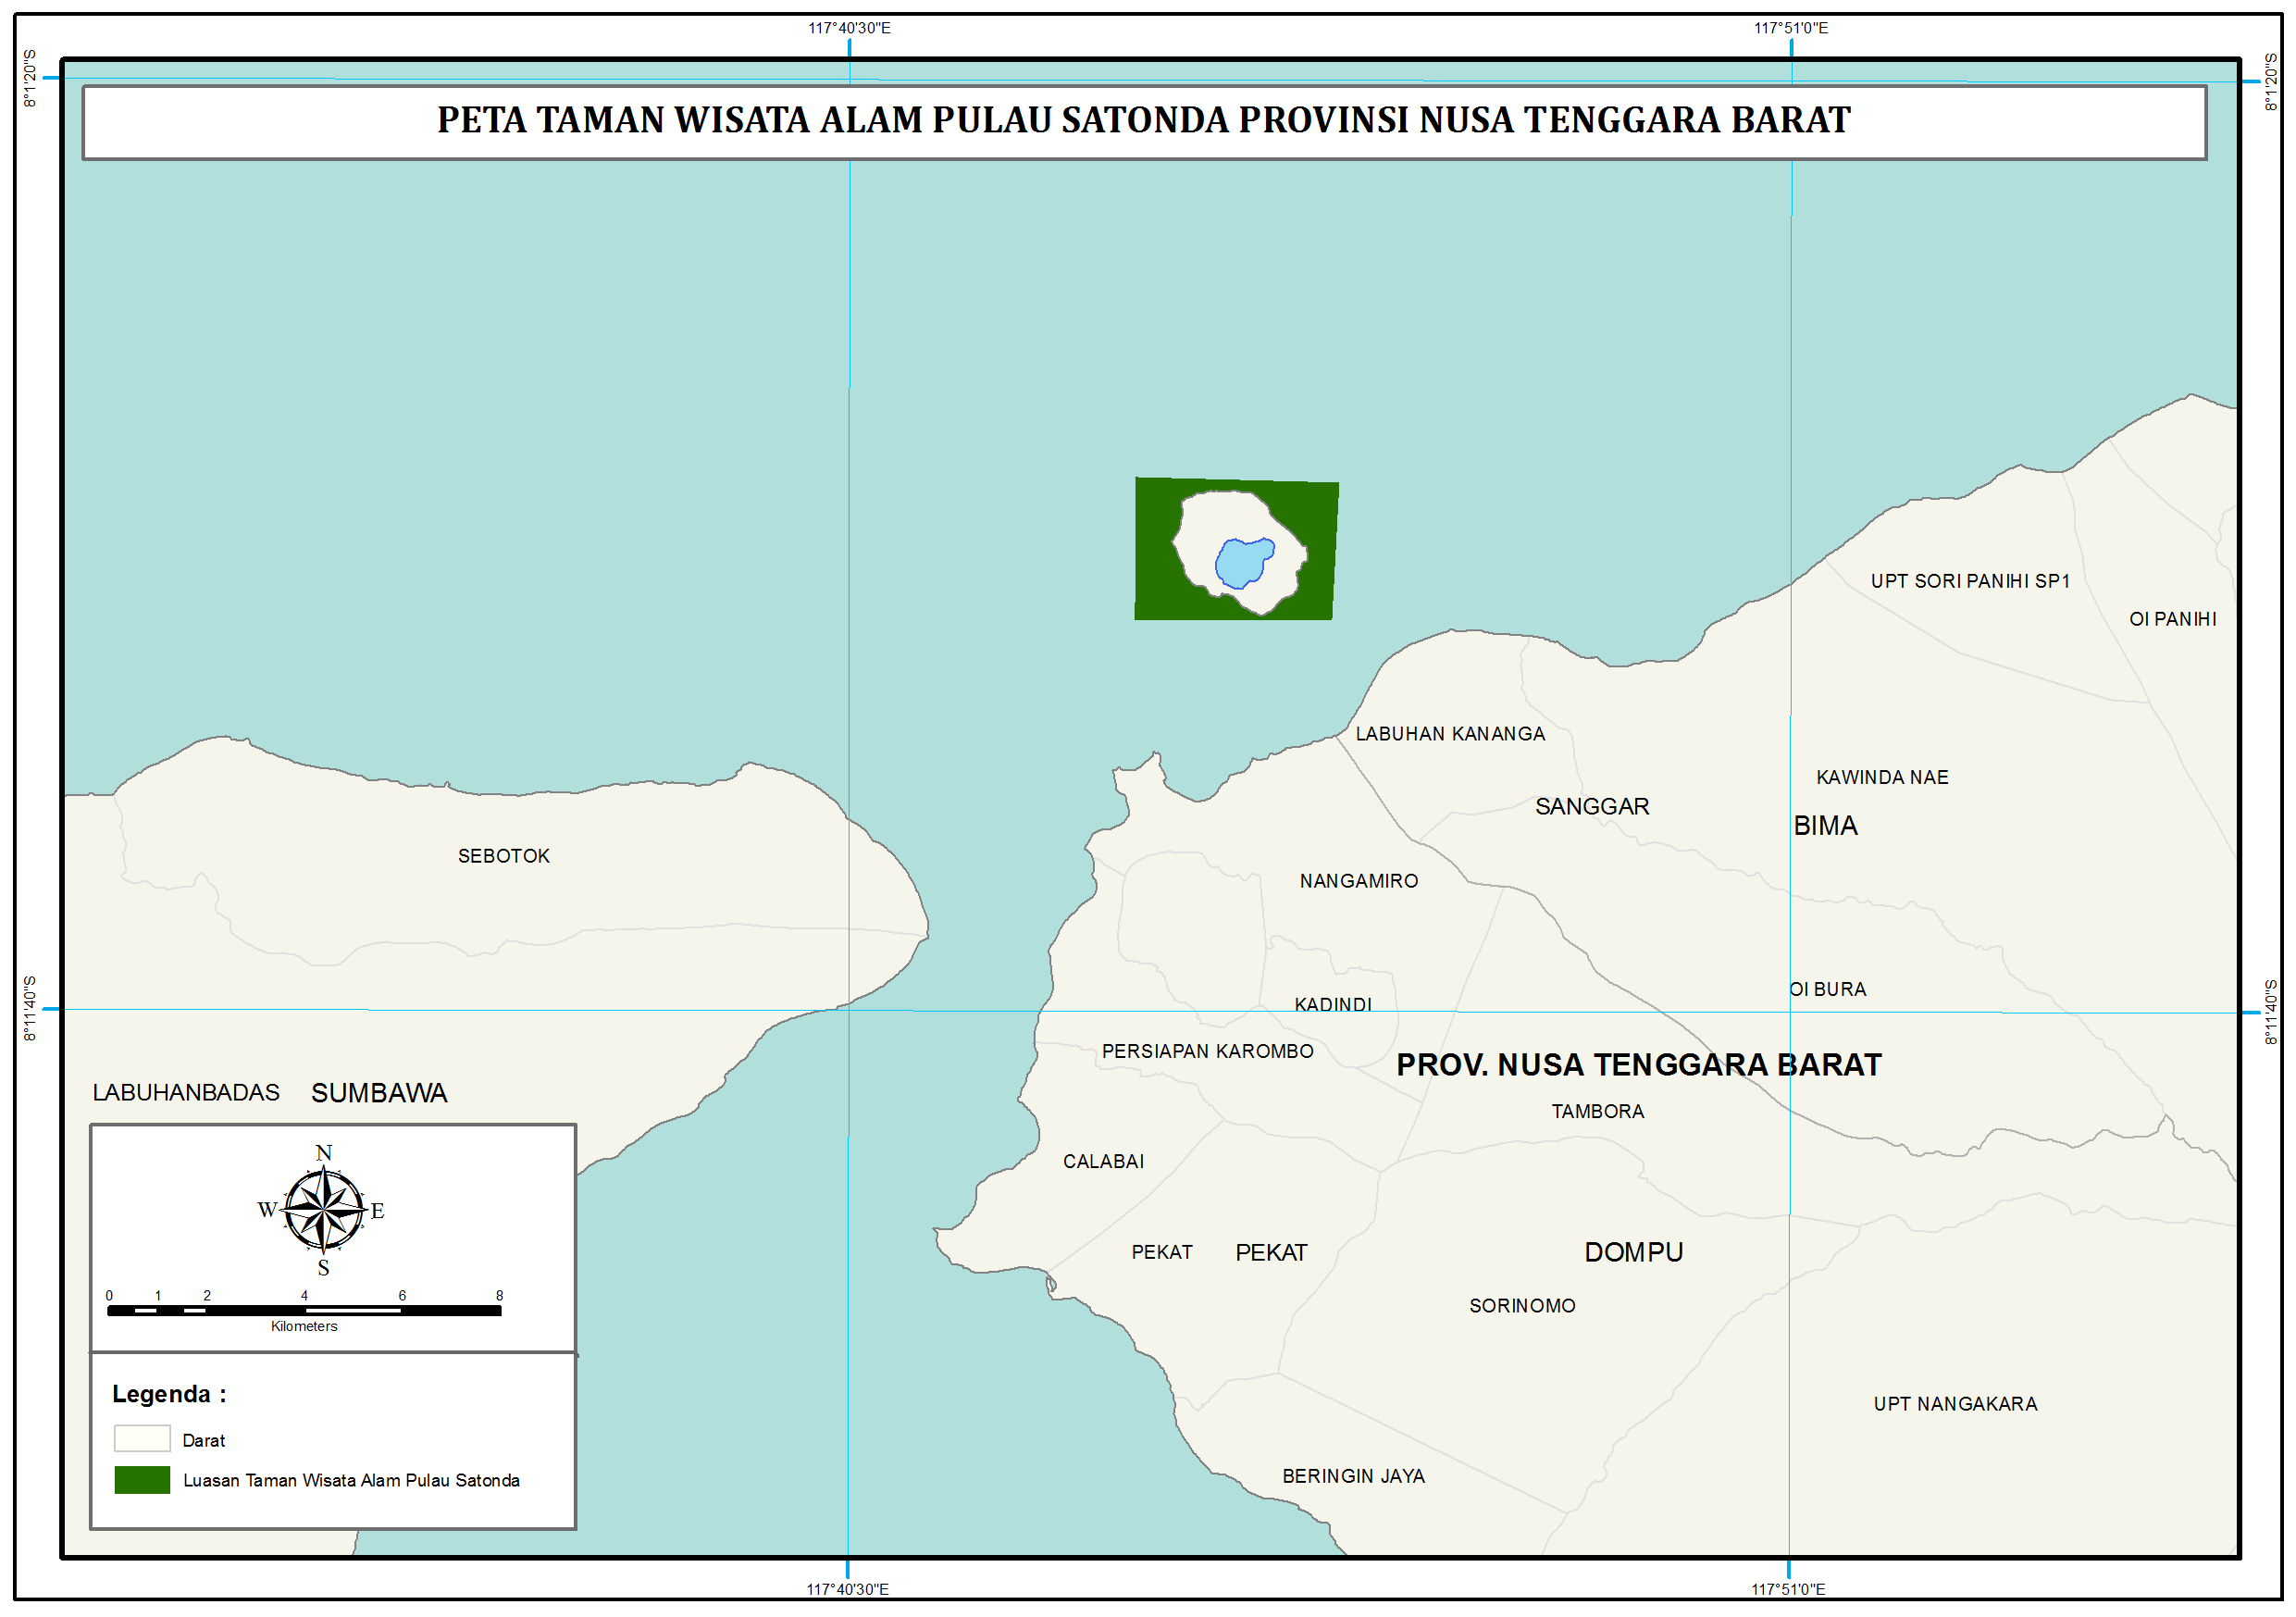 117°40'30"E
117°51'0"E
8°1'20"S
8°1'20"S
PETA TAMAN WISATA ALAM PULAU SATONDA PROVINSI NUSA TENGGARA BARAT
UPT SORI PANIHI SP1
OI PANIHI
LABUHAN KANANGA
KAWINDA NAE
SANGGAR
BIMA
SEBOTOK
NANGAMIRO
OI BURA
KADINDI
8°11'40"S
8°11'40"S
PERSIAPAN KAROMBO
PROV. NUSA TENGGARA BARAT
LABUHANBADAS
SUMBAWA
TAMBORA
CALABAI
N
W
E
S
PEKAT
PEKAT
DOMPU
SORINOMO
0 1 2 4 6 8
Kilometers
Legenda :
Darat
Luasan Taman Wisata Alam Pulau Satonda
UPT NANGAKARA
BERINGIN JAYA
117°40'30"E
117°51'0"E